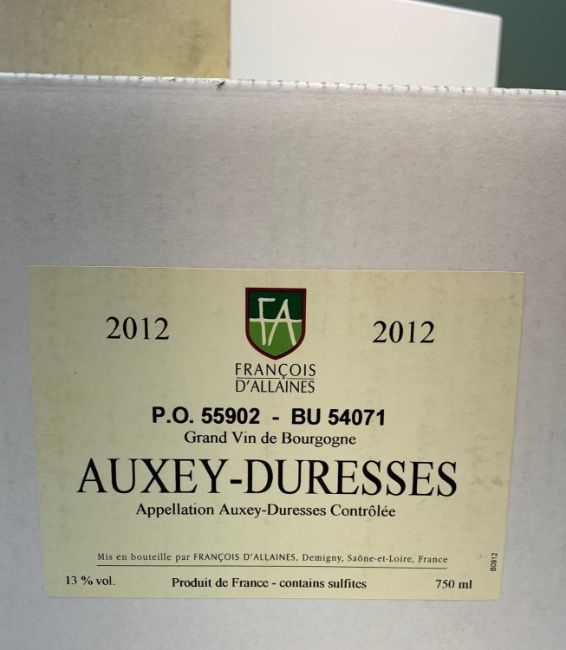 2012
FA
2012
FRANÇOIS
D'ALLAINES
P.O. 55902 - BU 54071
Grand Vin de Bourgogne
AUXEY-DURESSES
Appellation Auxey-Duresses Contrôlée
Mis en bouteille par FRANÇOIS D'ALLAINES, Demigny, Saône-et-Loire, France
13 % vol.
Produit de France - contains sulfites
750 ml
B0912